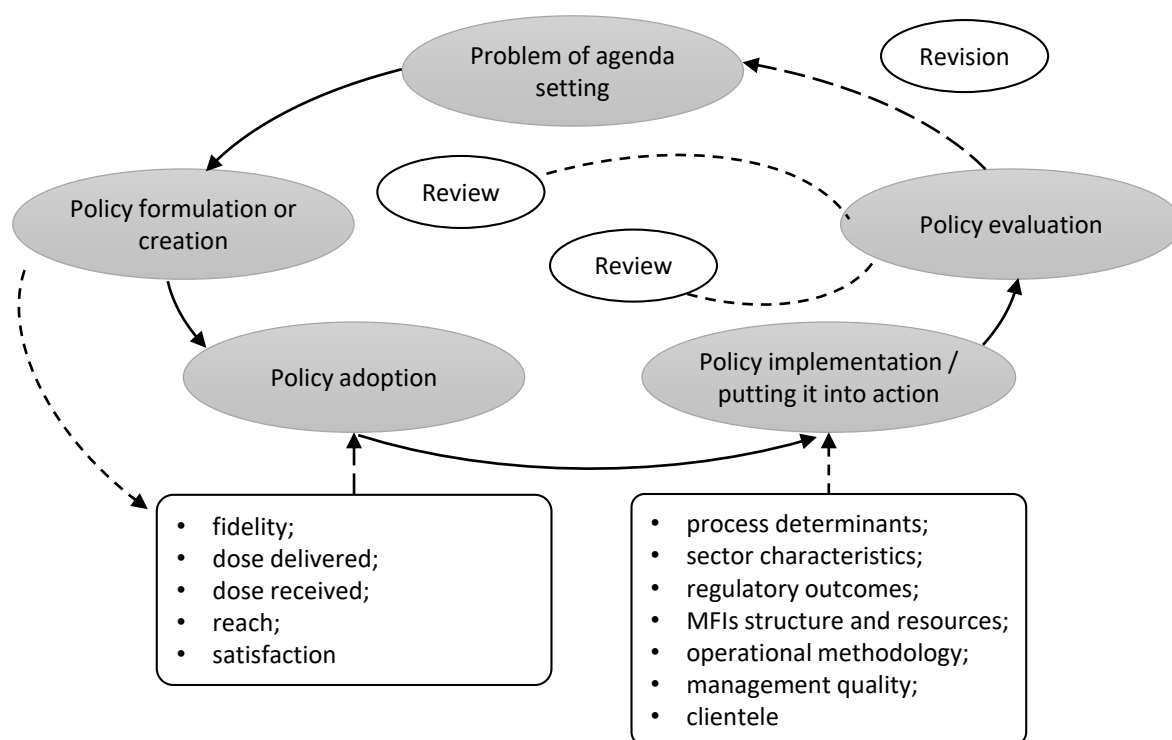 Problem of agenda
setting
Revision
Review
Policy formulation or
creation
Policy evaluation
Review
Policy adoption
Policy implementation /
putting it into action
• fidelity;
• dose delivered;
• dose received;
• reach;
• satisfaction
• process determinants;
• sector characteristics;
• regulatory outcomes;
• MFIs structure and resources;
• operational methodology;
• management quality;
• clientele